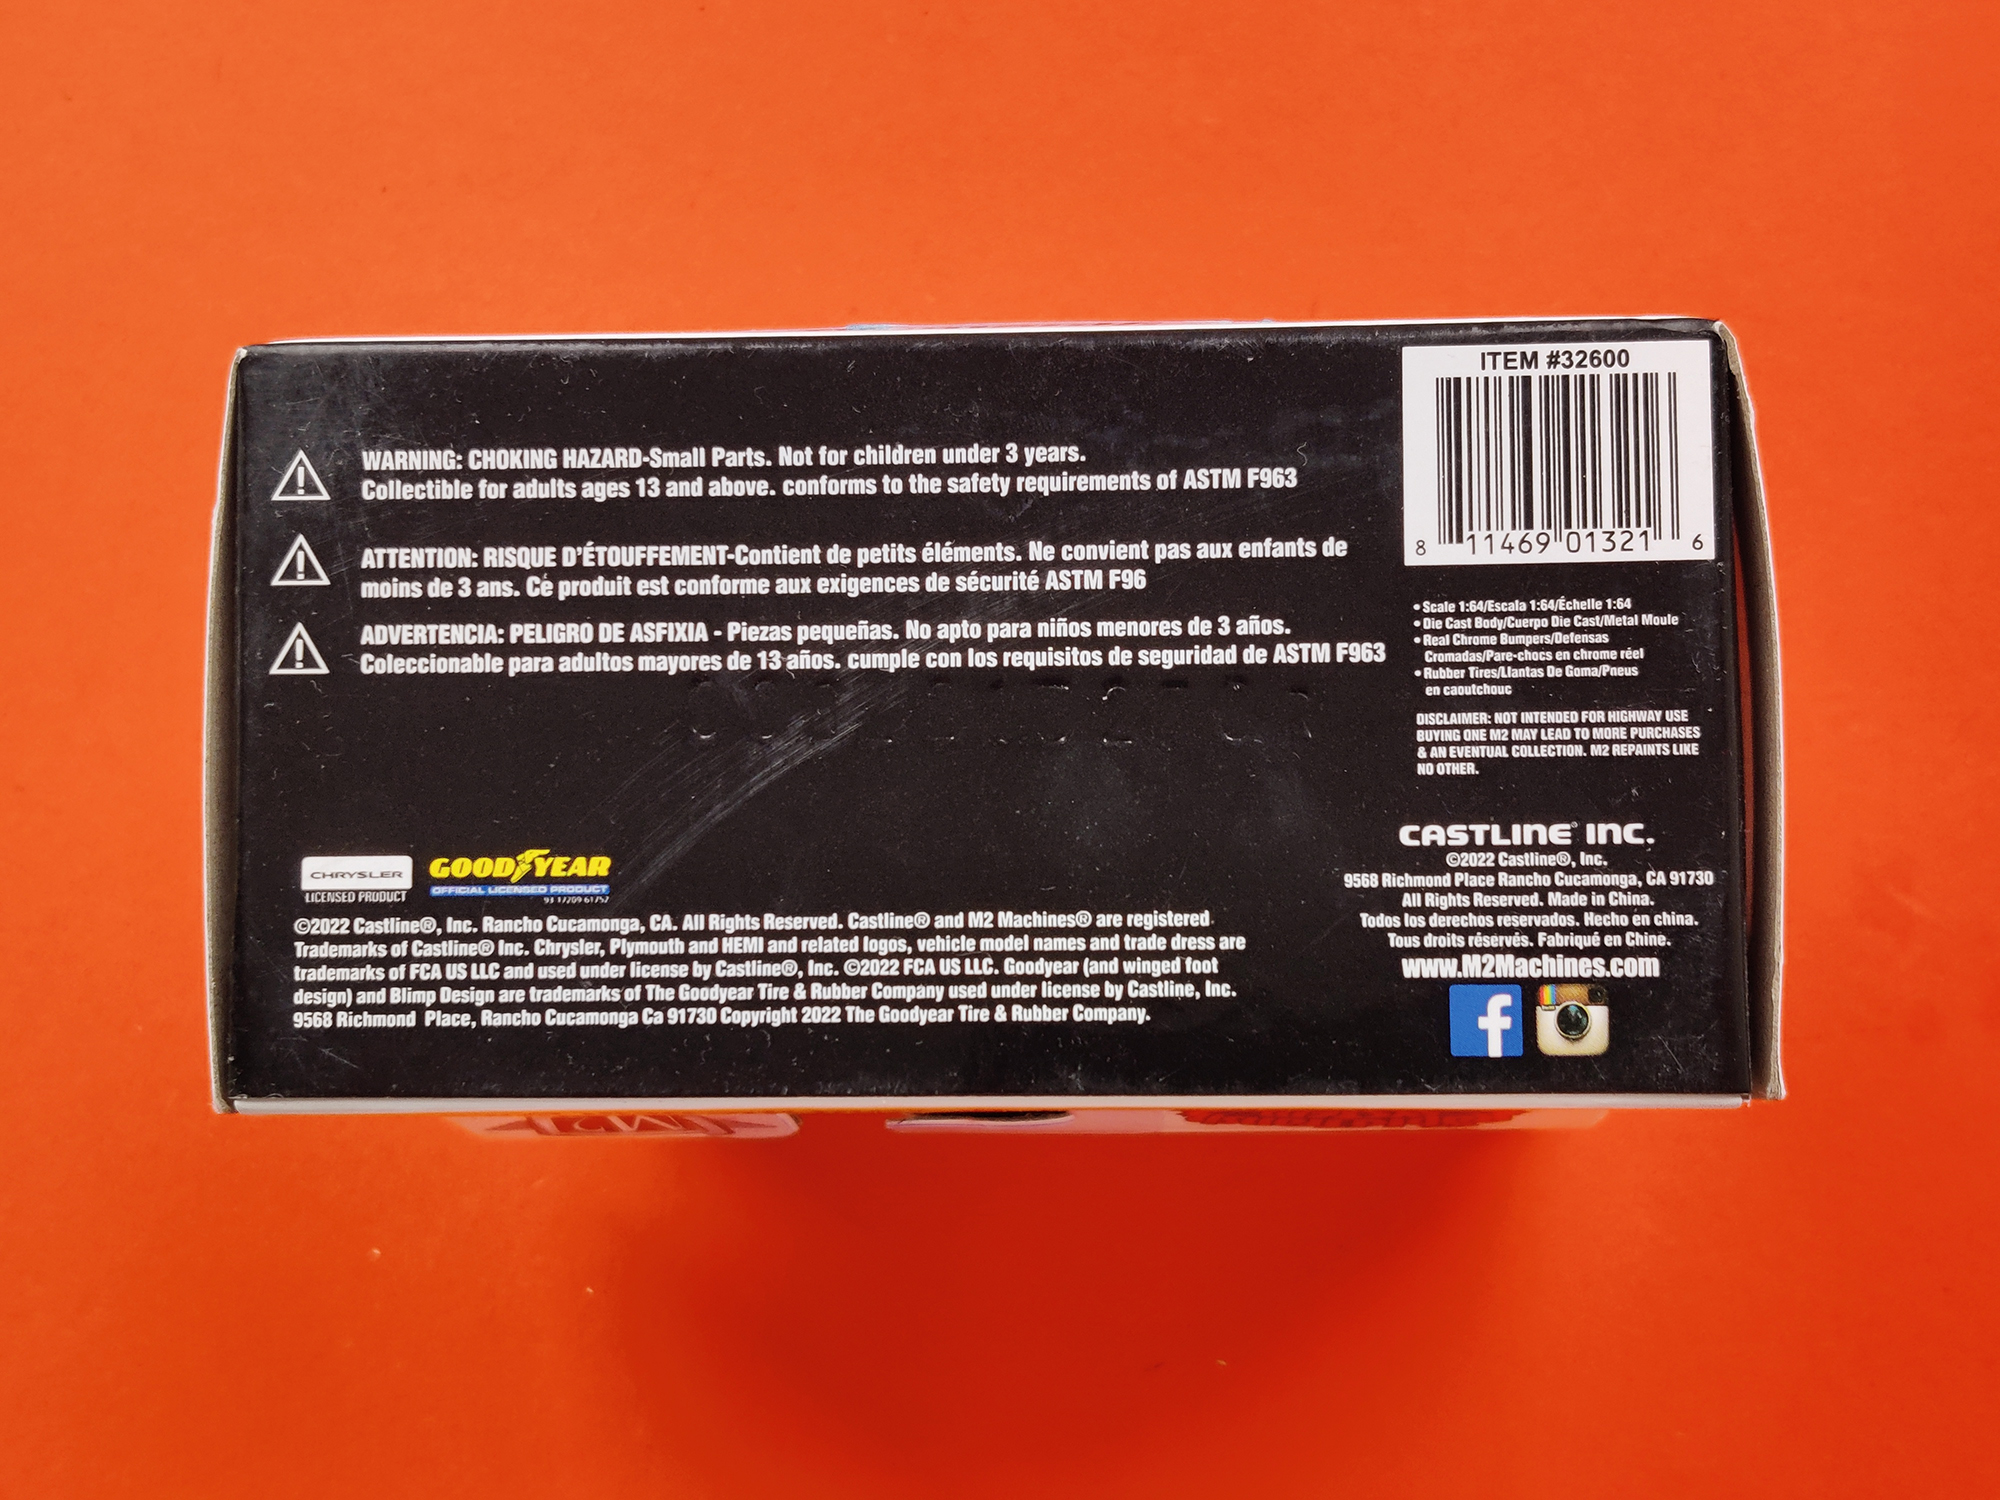 ITEM #32600
8 11469 01321 6
WARNING: CHOKING HAZARD-Small Parts. Not for children under 3 years.
Collectible for adults ages 13 and above. conforms to the safety requirements of ASTM F963
ATTENTION: RISQUE D'ÉTOUFFEMENT-Contient de petits éléments. Ne convient pas aux enfants de
moins de 3 ans. Cé produit est conforme aux exigences de sécurité ASTM F96
ADVERTENCIA: PELIGRO DE ASFIXIA - Piezas pequeñas. No apto para niños menores de 3 años.
Coleccionable para adultos mayores de 13 años. cumple con los requisitos de seguridad de ASTM F963
• Scale 1:64/Escala 1:64/Échelle 1:64
• Die Cast Body/Cuerpo Die Cast/Metal Moule
• Real Chrome Bumpers/Defensas
Cromadas/Pare-chocs en chrome réel
• Rubber Tires/Llantas De Goma/Pneus
en caoutchouc
DISCLAIMER: NOT INTENDED FOR HIGHWAY USE
BUYING ONE M2 MAY LEAD TO MORE PURCHASES
& AN EVENTUAL COLLECTION. M2 REPAINTS LIKE
NO OTHER.
CHRYSLER
LICENSED PRODUCT
GOODYEAR
OFFICIAL LICENSED PRODUCT
93 17209 61752
©2022 Castline®, Inc. Rancho Cucamonga, CA. All Rights Reserved. Castline® and M2 Machines® are registered
Trademarks of Castline® Inc. Chrysler, Plymouth and HEMI and related logos, vehicle model names and trade dress are
trademarks of FCA US LLC and used under license by Castline®, Inc. ©2022 FCA US LLC. Goodyear (and winged foot
design) and Blimp Design are trademarks of The Goodyear Tire & Rubber Company used under license by Castline, Inc.
9568 Richmond Place, Rancho Cucamonga Ca 91730 Copyright 2022 The Goodyear Tire & Rubber Company.
CASTLINE® INC.
©2022 Castline®, Inc.
9568 Richmond Place Rancho Cucamonga, CA 91730
All Rights Reserved. Made in China.
Todos los derechos reservados. Hecho en china.
Tous droits réservés. Fabriqué en Chine.
www.M2Machines.com